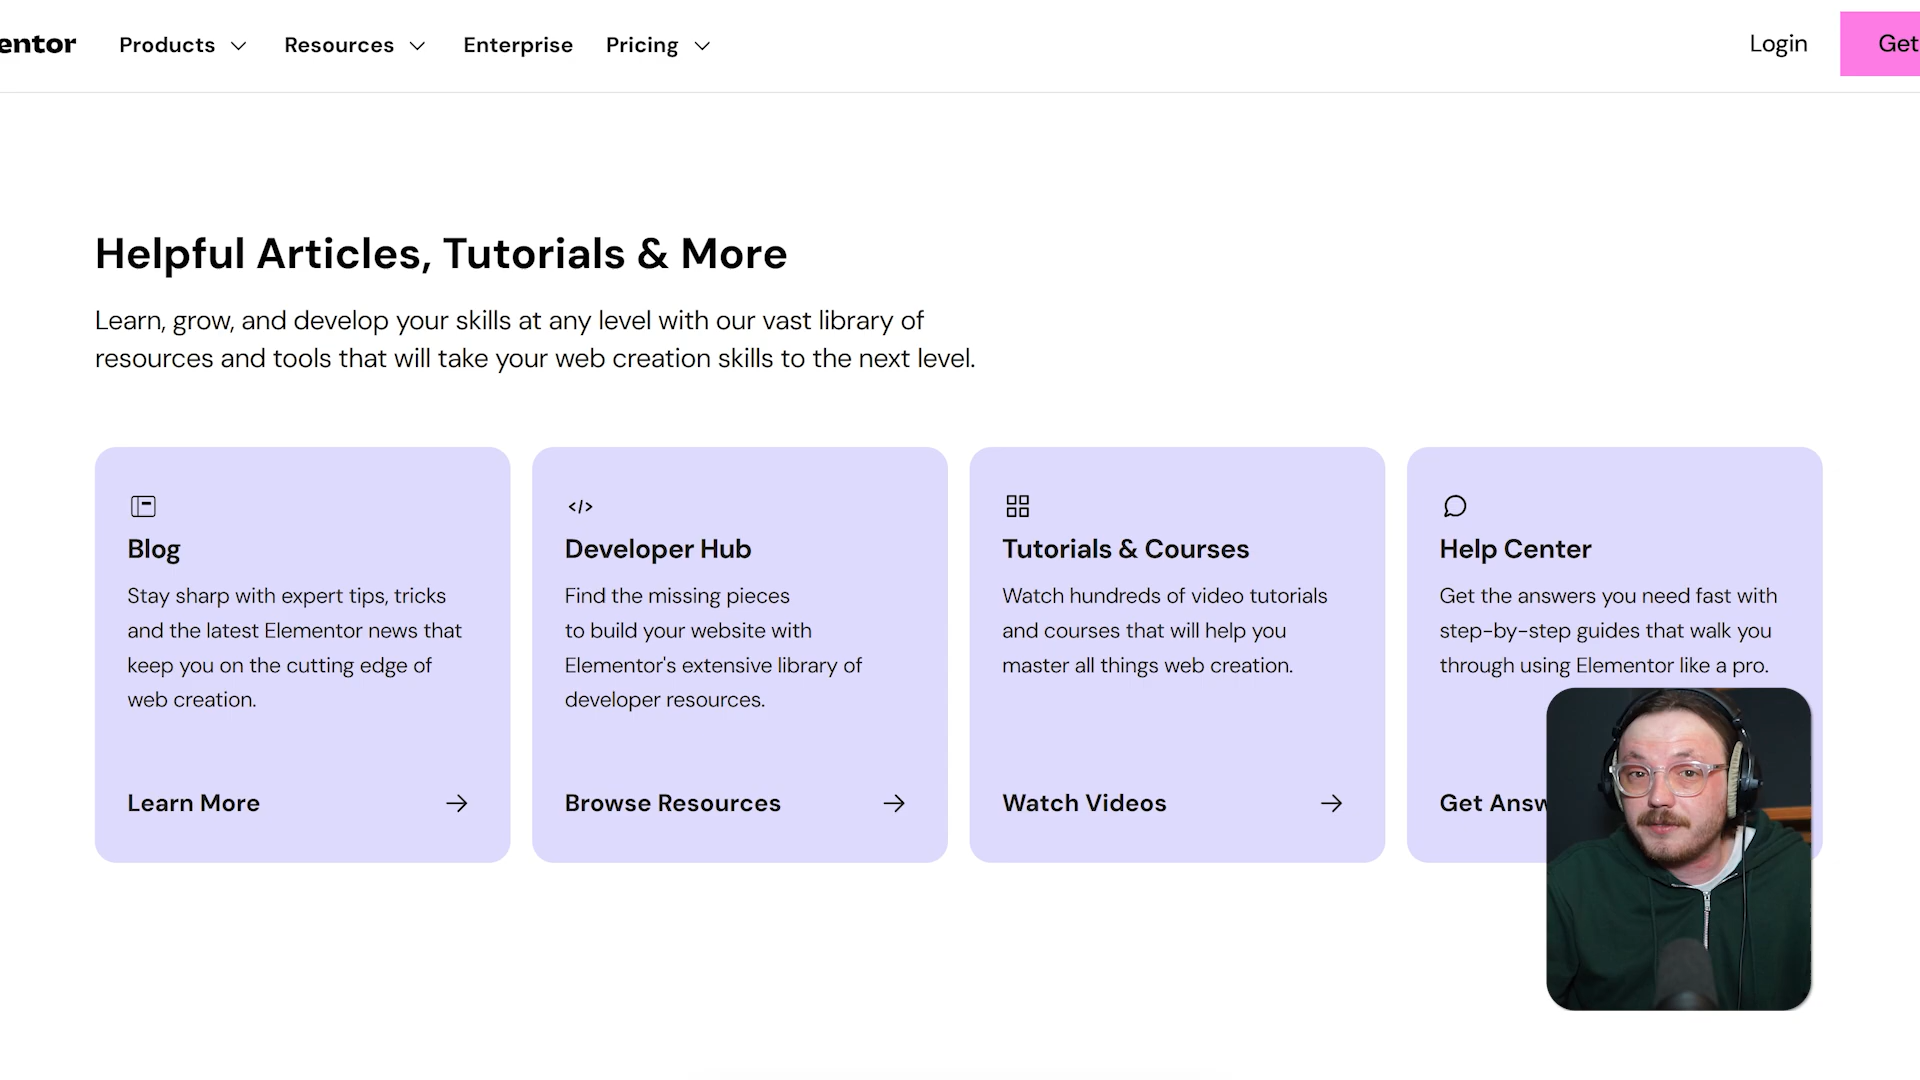 entor
Products
Resources
Enterprise
Pricing
Login
Get
Helpful Articles, Tutorials & More
Learn, grow, and develop your skills at any level with our vast library of
resources and tools that will take your web creation skills to the next level.
Blog
Stay sharp with expert tips, tricks
and the latest Elementor news that
keep you on the cutting edge of
web creation.
Learn More
Developer Hub
Find the missing pieces
to build your website with
Elementor's extensive library of
developer resources.
Browse Resources
Tutorials & Courses
Watch hundreds of video tutorials
and courses that will help you
master all things web creation.
Watch Videos
Help Center
Get the answers you need fast with
step-by-step guides that walk you
through using Elementor like a pro.
Get Answ